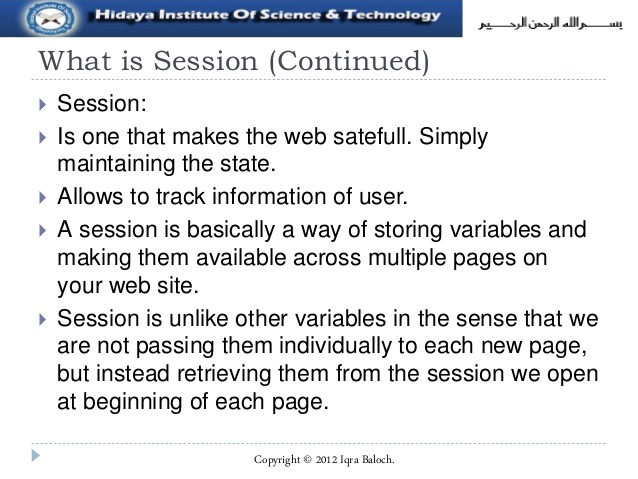 Hidaya Institute Of Science & Technology
بسم الله الرحمن الرحيم
What is Session (Continued)
Session:
Is one that makes the web satefull. Simply
maintaining the state.
Allows to track information of user.
A session is basically a way of storing variables and
making them available across multiple pages on
your web site.
Session is unlike other variables in the sense that we
are not passing them individually to each new page,
but instead retrieving them from the session we open
at beginning of each page.
Copyright © 2012 Iqra Baloch.